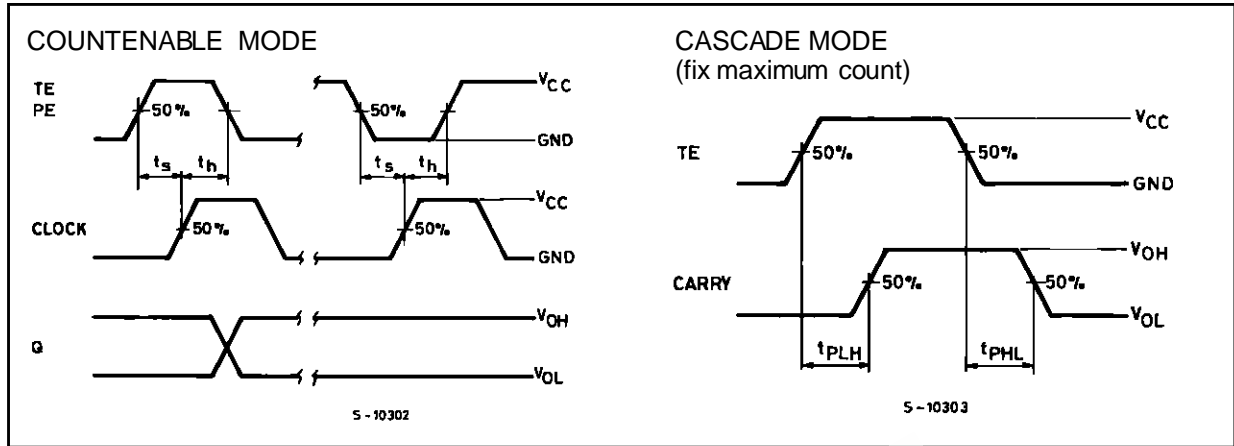 COUNTENABLE MODE
TE
PE
50%
50%
VCC
GND
ts
th
ts
th
CLOCK
50%
50%
VCC
GND
Q
VOH
VOL
S-10302
CASCADE MODE
(fix maximum count)
TE
50%
50%
VCC
GND
CARRY
50%
50%
VOH
VOL
tPLH
tPHL
S-10303